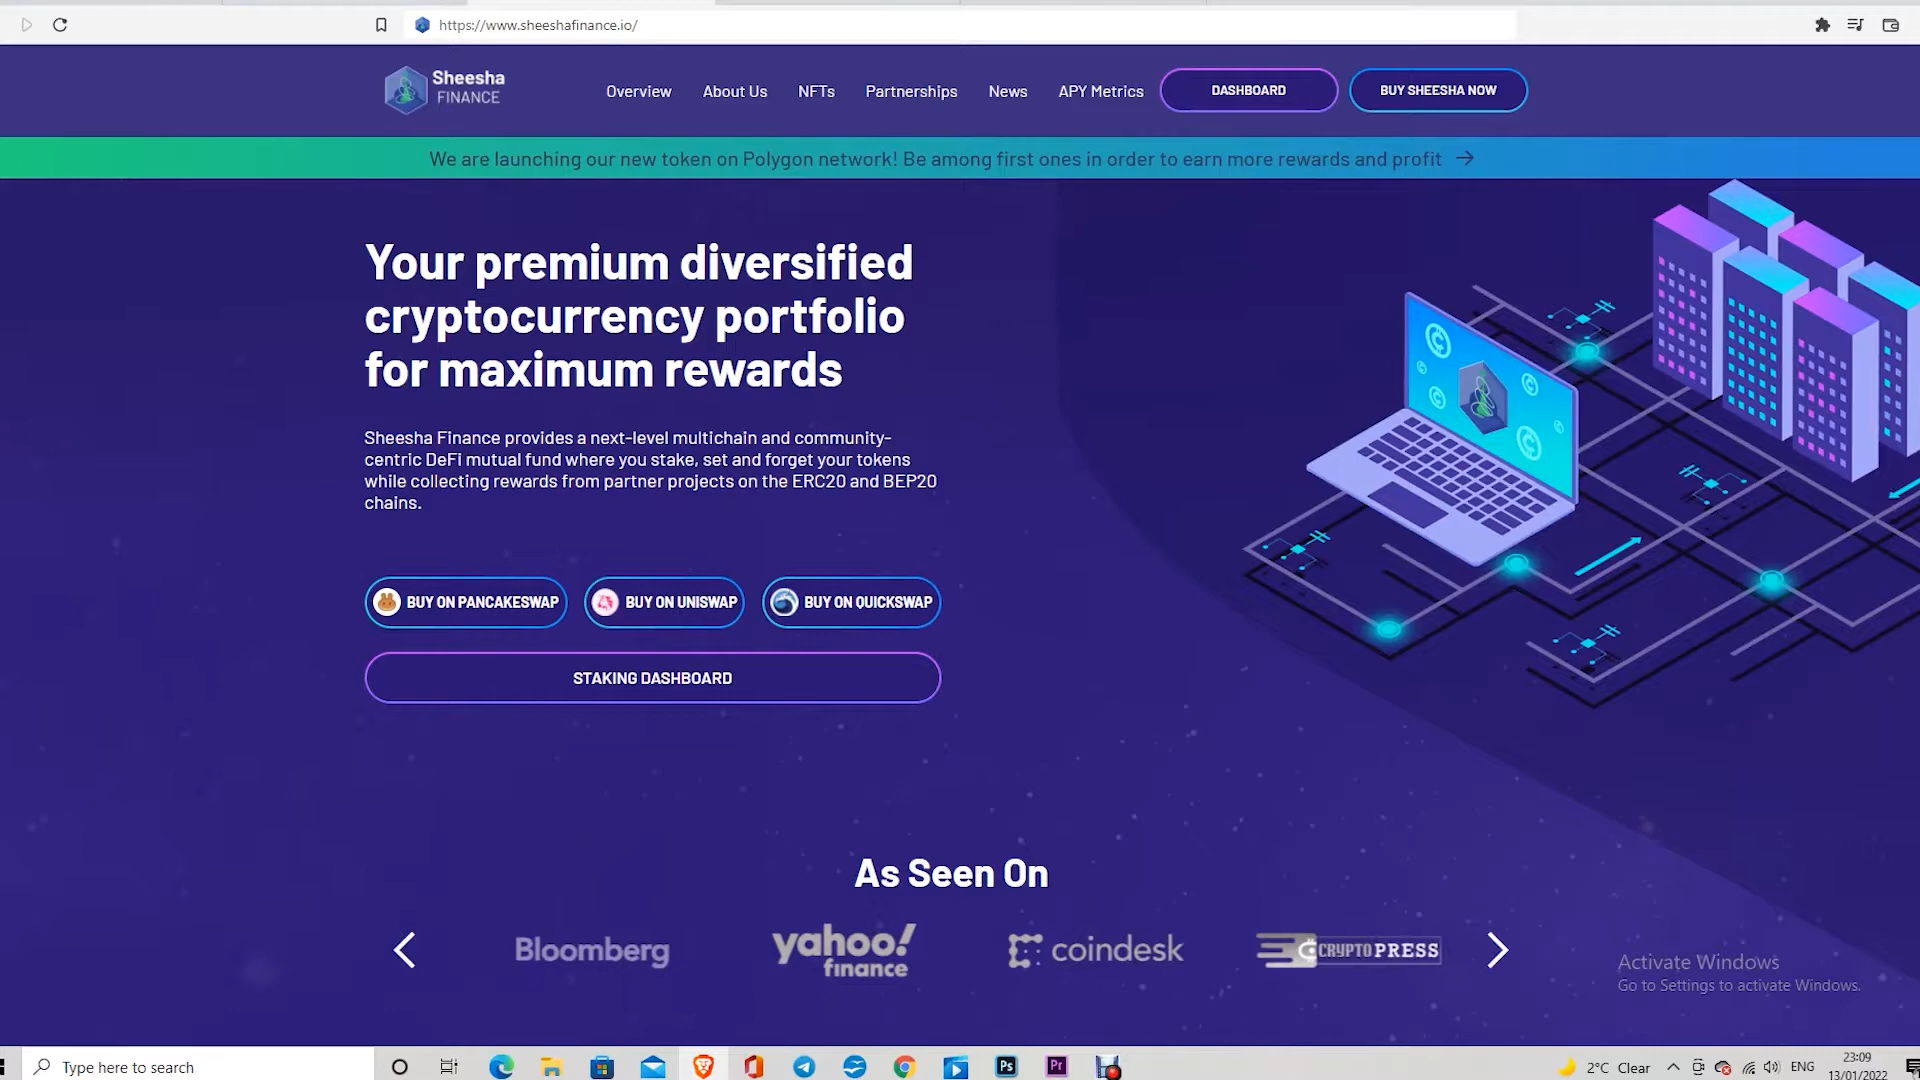 https://www.sheeshafinance.io/
Sheesha
FINANCE
Overview
About Us
NFTs
Partnerships
News
APY Metrics
DASHBOARD
BUY SHEESHA NOW
We are launching our new token on Polygon network! Be among first ones in order to earn more rewards and profit
Your premium diversified
cryptocurrency portfolio
for maximum rewards
Sheesha Finance provides a next-level multichain and community-
centric DeFi mutual fund where you stake, set and forget your tokens
while collecting rewards from partner projects on the ERC20 and BEP20
chains.
BUY ON PANCAKESWAP
BUY ON UNISWAP
BUY ON QUICKSWAP
STAKING DASHBOARD
As Seen On
Bloomberg
yahoo!
finance
coindesk
CRYPTOPRESS
Activate Windows
Go to Settings to activate Windows.
Type here to search
Ps
Pr
2°C Clear
ENG
23:09
13/01/2022